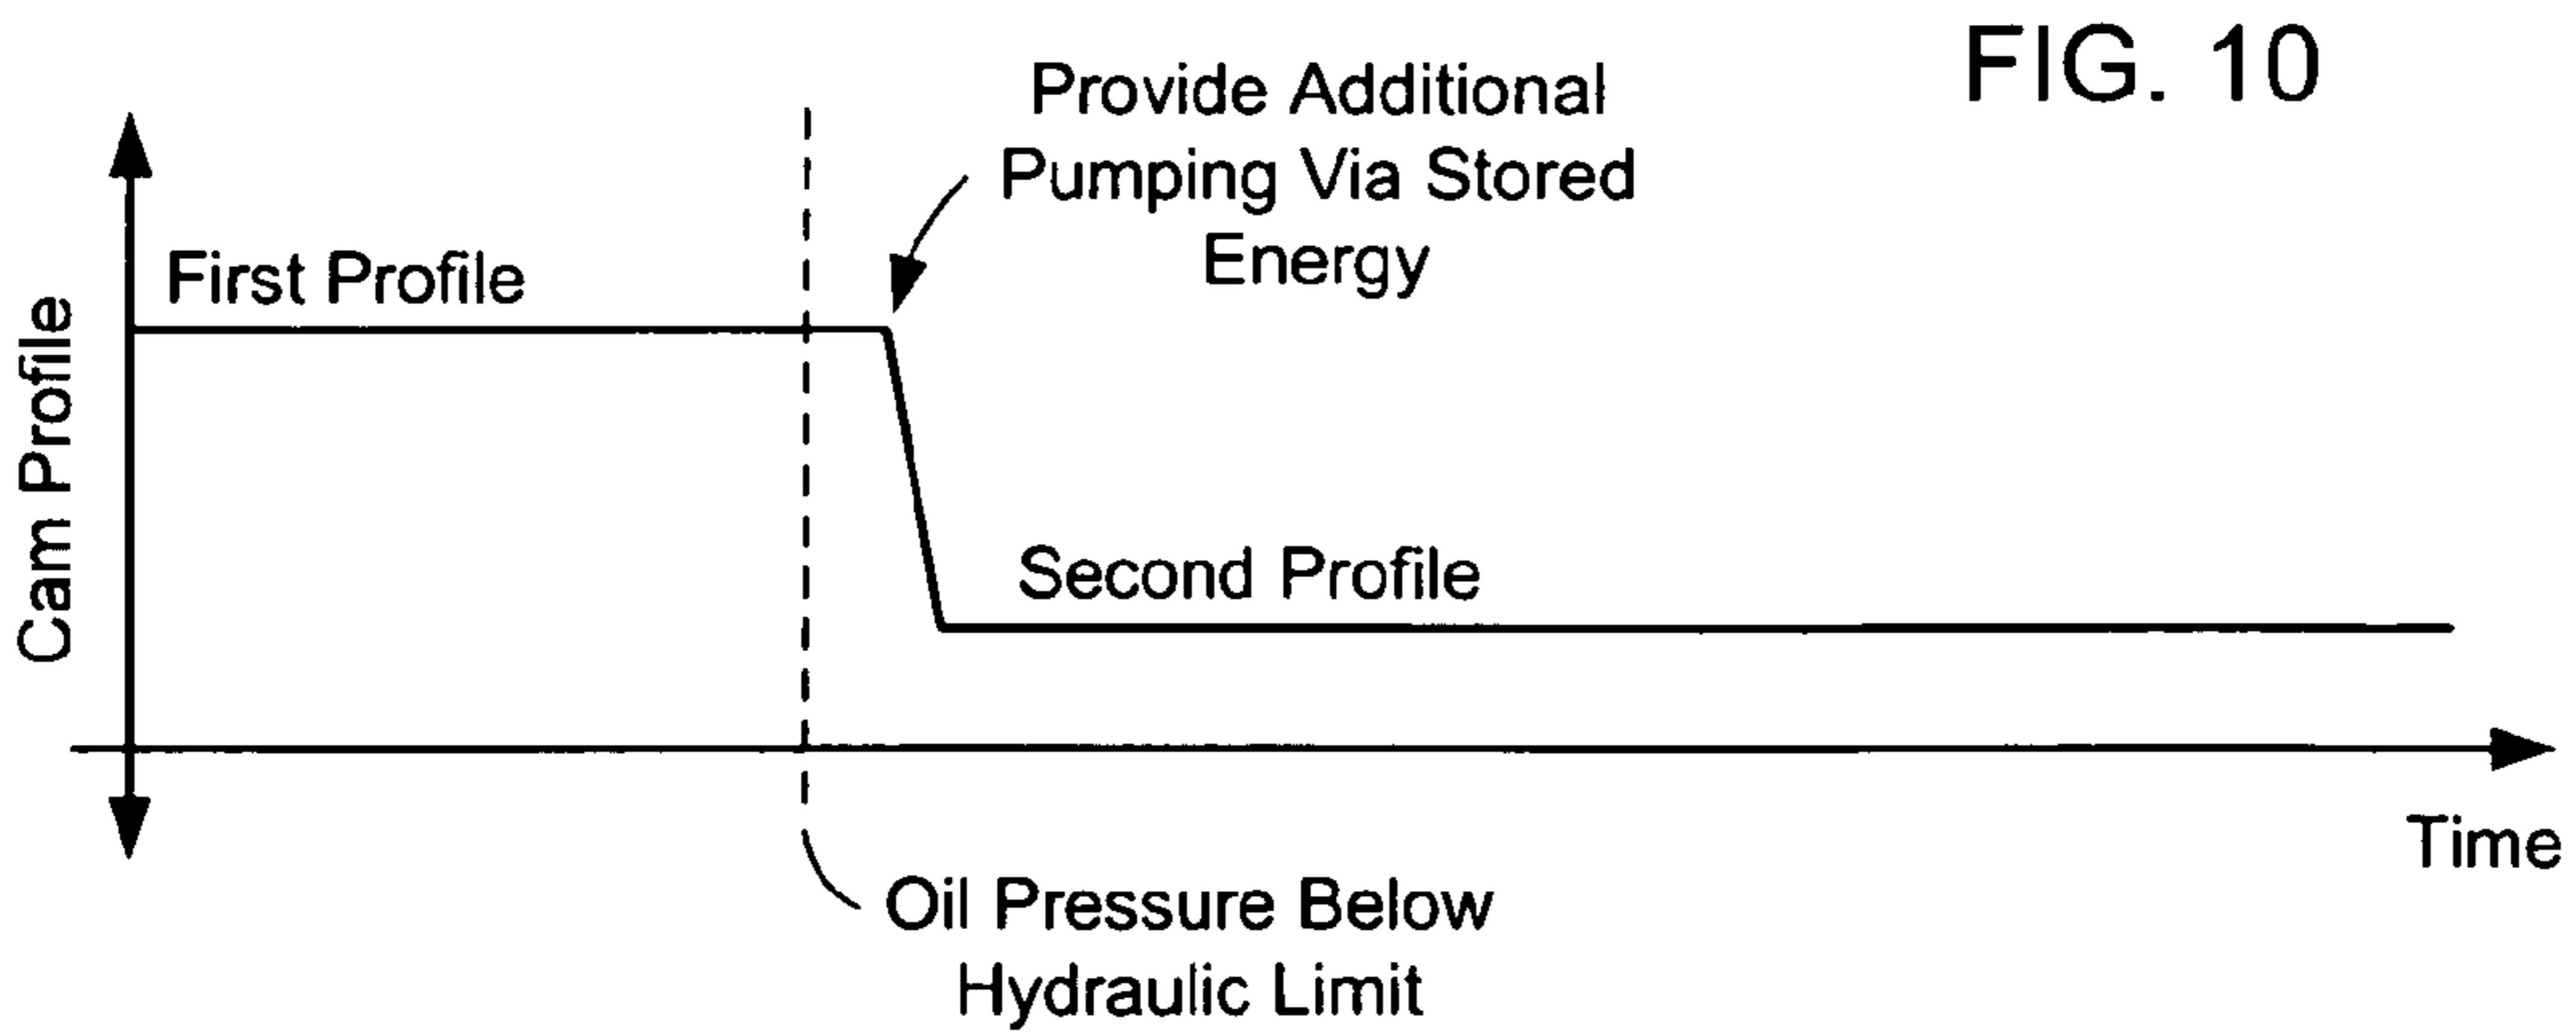 FIG. 10
Provide Additional
Pumping Via Stored
Energy
First Profile
Cam Profile
Second Profile
Time
Oil Pressure Below
Hydraulic Limit